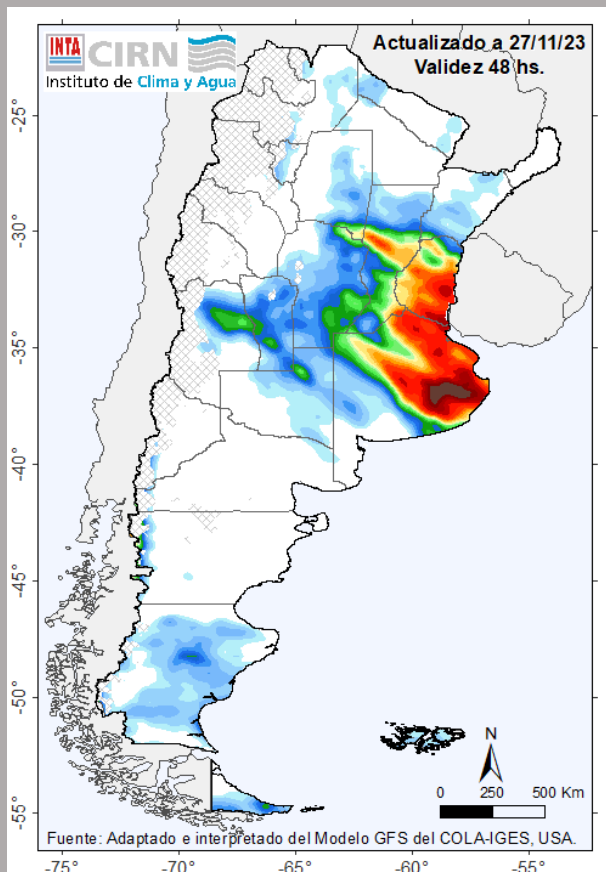 INTA CIRN
Instituto de Clima y Agua
Actualizado a 27/11/23
Validez 48 hs.
-25°
-30°
-35°
-40°
-45°
-50°
-55°
N
0 250 500 Km
Fuente: Adaptado e interpretado del Modelo GFS del COLA-IGES, USA.
-75° -70° -65° -60° -55°